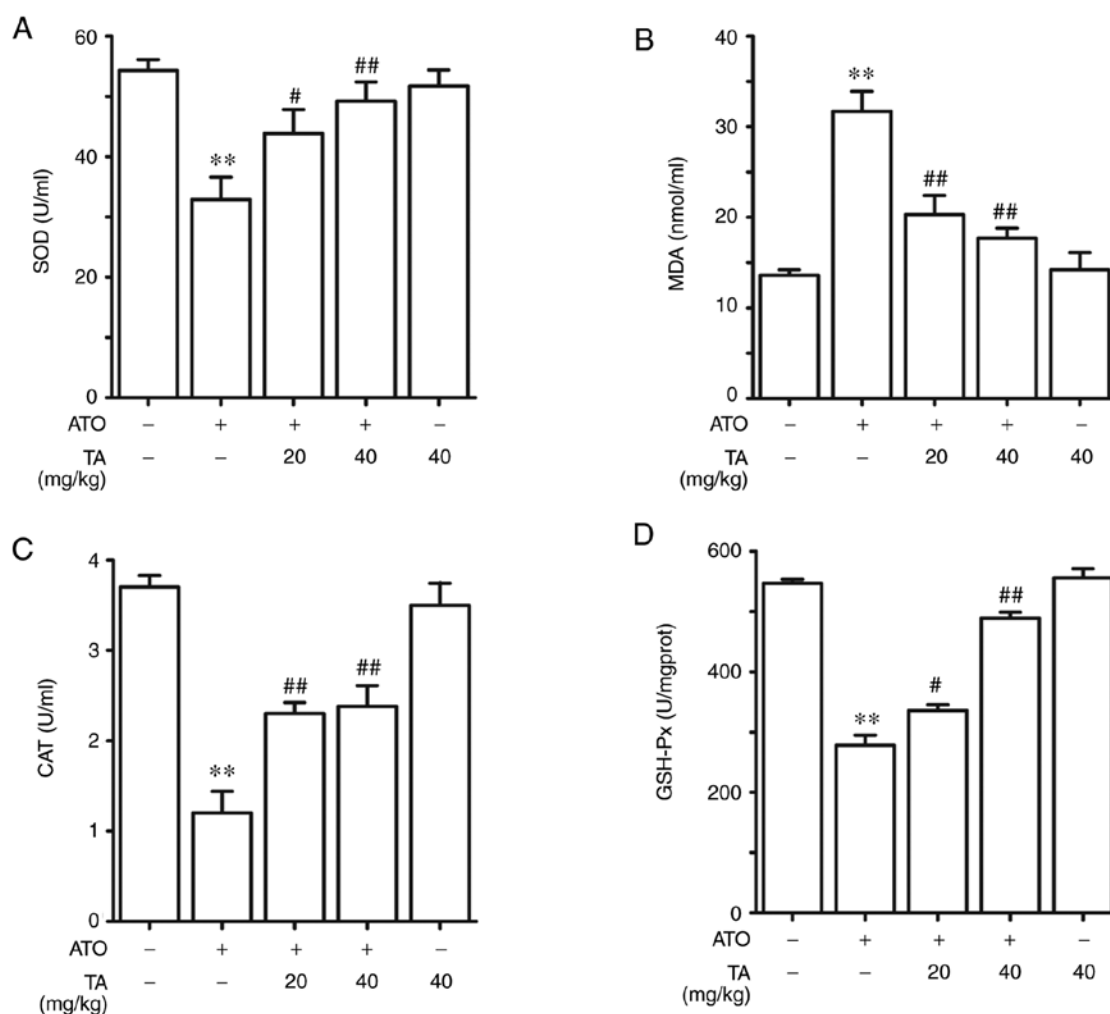 A
SOD (U/ml)
60
40
20
0
**
#
##
ATO − + + + −
TA − − 20 40 40
(mg/kg)
B
MDA (nmol/ml)
40
30
20
10
0
**
##
##
ATO − + + + −
TA − − 20 40 40
(mg/kg)
C
CAT (U/ml)
4
3
2
1
0
**
##
##
ATO − + + + −
TA − − 20 40 40
(mg/kg)
D
GSH-Px (U/mgprot)
600
400
200
0
**
#
##
ATO − + + + −
TA − − 20 40 40
(mg/kg)